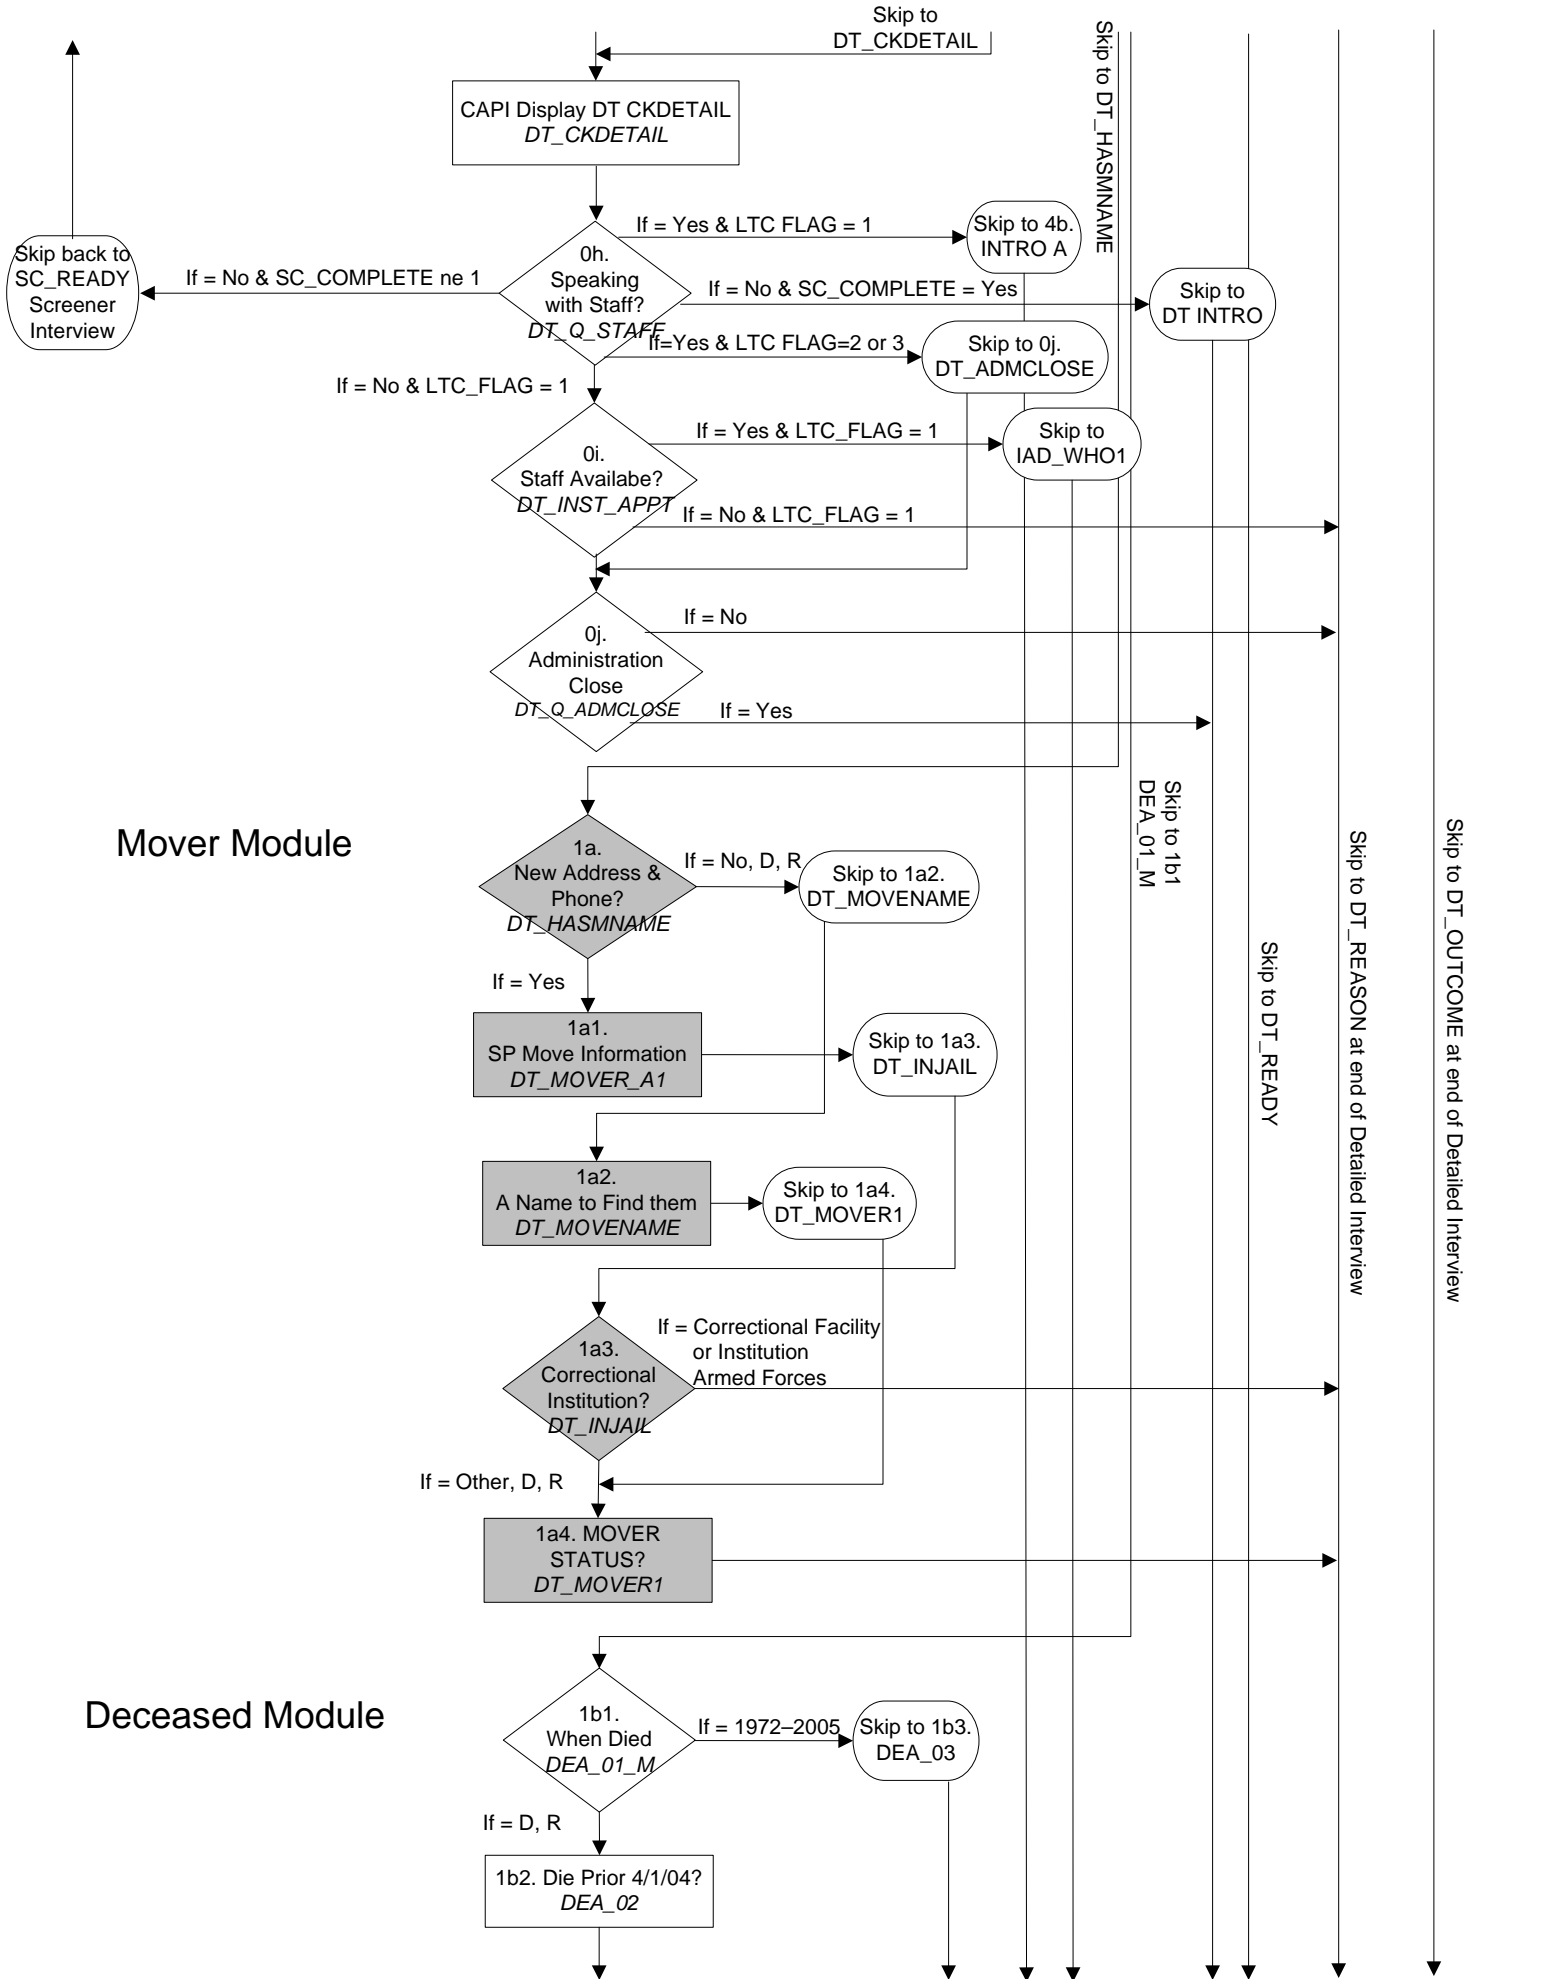 Skip to
DT_CKDETAIL
Skip to DT_HASMNAME
CAPI Display DT CKDETAIL
DT_CKDETAIL
If = Yes & LTC FLAG = 1
Skip to 4b.
INTRO A
0h.
Speaking
with Staff?
DT_Q_STAFF
Skip back to
SC_READY
Screener
Interview
If = No & SC_COMPLETE ne 1
If = No & SC_COMPLETE = Yes
Skip to
DT INTRO
If=Yes & LTC FLAG=2 or 3
Skip to 0j.
DT_ADMCLOSE
If = No & LTC_FLAG = 1
0i.
Staff Availabe?
DT_INST_APPT
If = Yes & LTC_FLAG = 1
Skip to
IAD_WHO1
If = No & LTC_FLAG = 1
0j.
Administration
Close
DT_Q_ADMCLOSE
If = No
If = Yes
Skip to 1b1
DEA_01_M
Skip to DT_READY
Skip to DT_REASON at end of Detailed Interview
Skip to DT_OUTCOME at end of Detailed Interview
Mover Module
1a.
New Address &
Phone?
DT_HASMNAME
If = No, D, R
Skip to 1a2.
DT_MOVENAME
If = Yes
1a1.
SP Move Information
DT_MOVER_A1
Skip to 1a3.
DT_INJAIL
1a2.
A Name to Find them
DT_MOVENAME
Skip to 1a4.
DT_MOVER1
1a3.
Correctional
Institution?
DT_INJAIL
If = Correctional Facility
or Institution
Armed Forces
If = Other, D, R
1a4. MOVER
STATUS?
DT_MOVER1
Deceased Module
1b1.
When Died
DEA_01_M
If = 1972–2005
Skip to 1b3.
DEA_03
If = D, R
1b2. Die Prior 4/1/04?
DEA_02